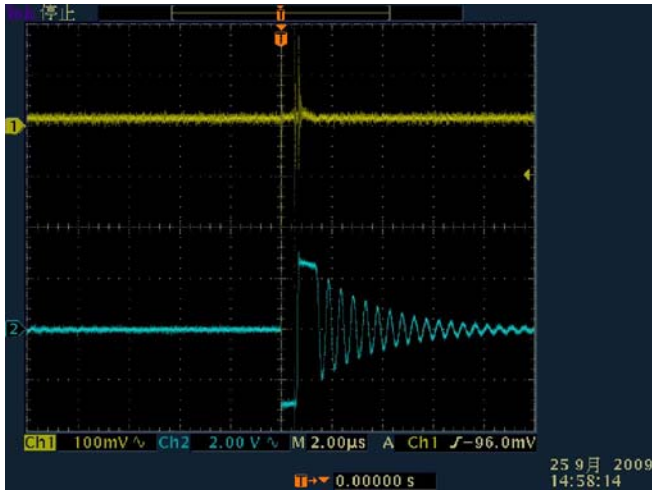 停止
T
T
1
2
Ch1 100mV∿ Ch2 2.00 V∿ M 2.00µs A Ch1 ƒ-96.0mV
T→▼ 0.00000 s
25 9月 2009
14:58:14